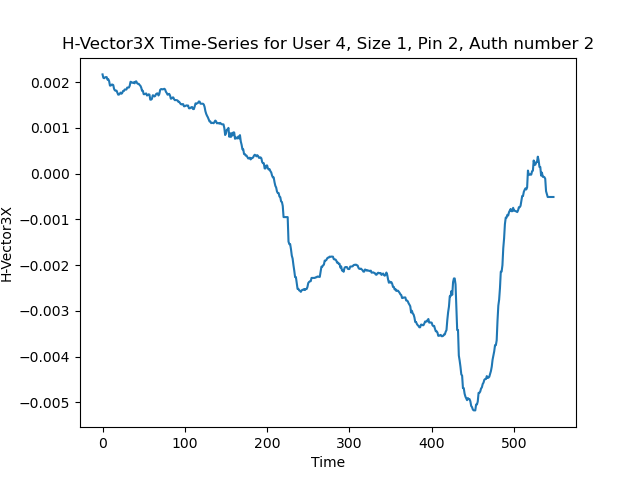 H-Vector3X Time-Series for User 4, Size 1, Pin 2, Auth number 2
0.002
0.001
0.000
−0.001
−0.002
−0.003
−0.004
−0.005
H-Vector3X
0 100 200 300 400 500
Time